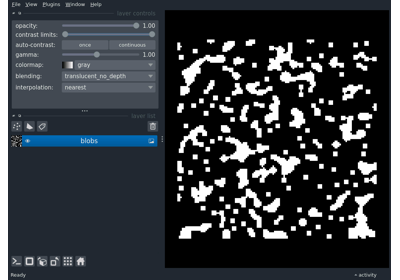 File View Plugins Window Help
layer controls
opacity: 1.00
contrast limits:
auto-contrast: once continuous
gamma: 1.00
colormap: gray
blending: translucent_no_depth
interpolation: nearest
layer list
blobs
Ready activity